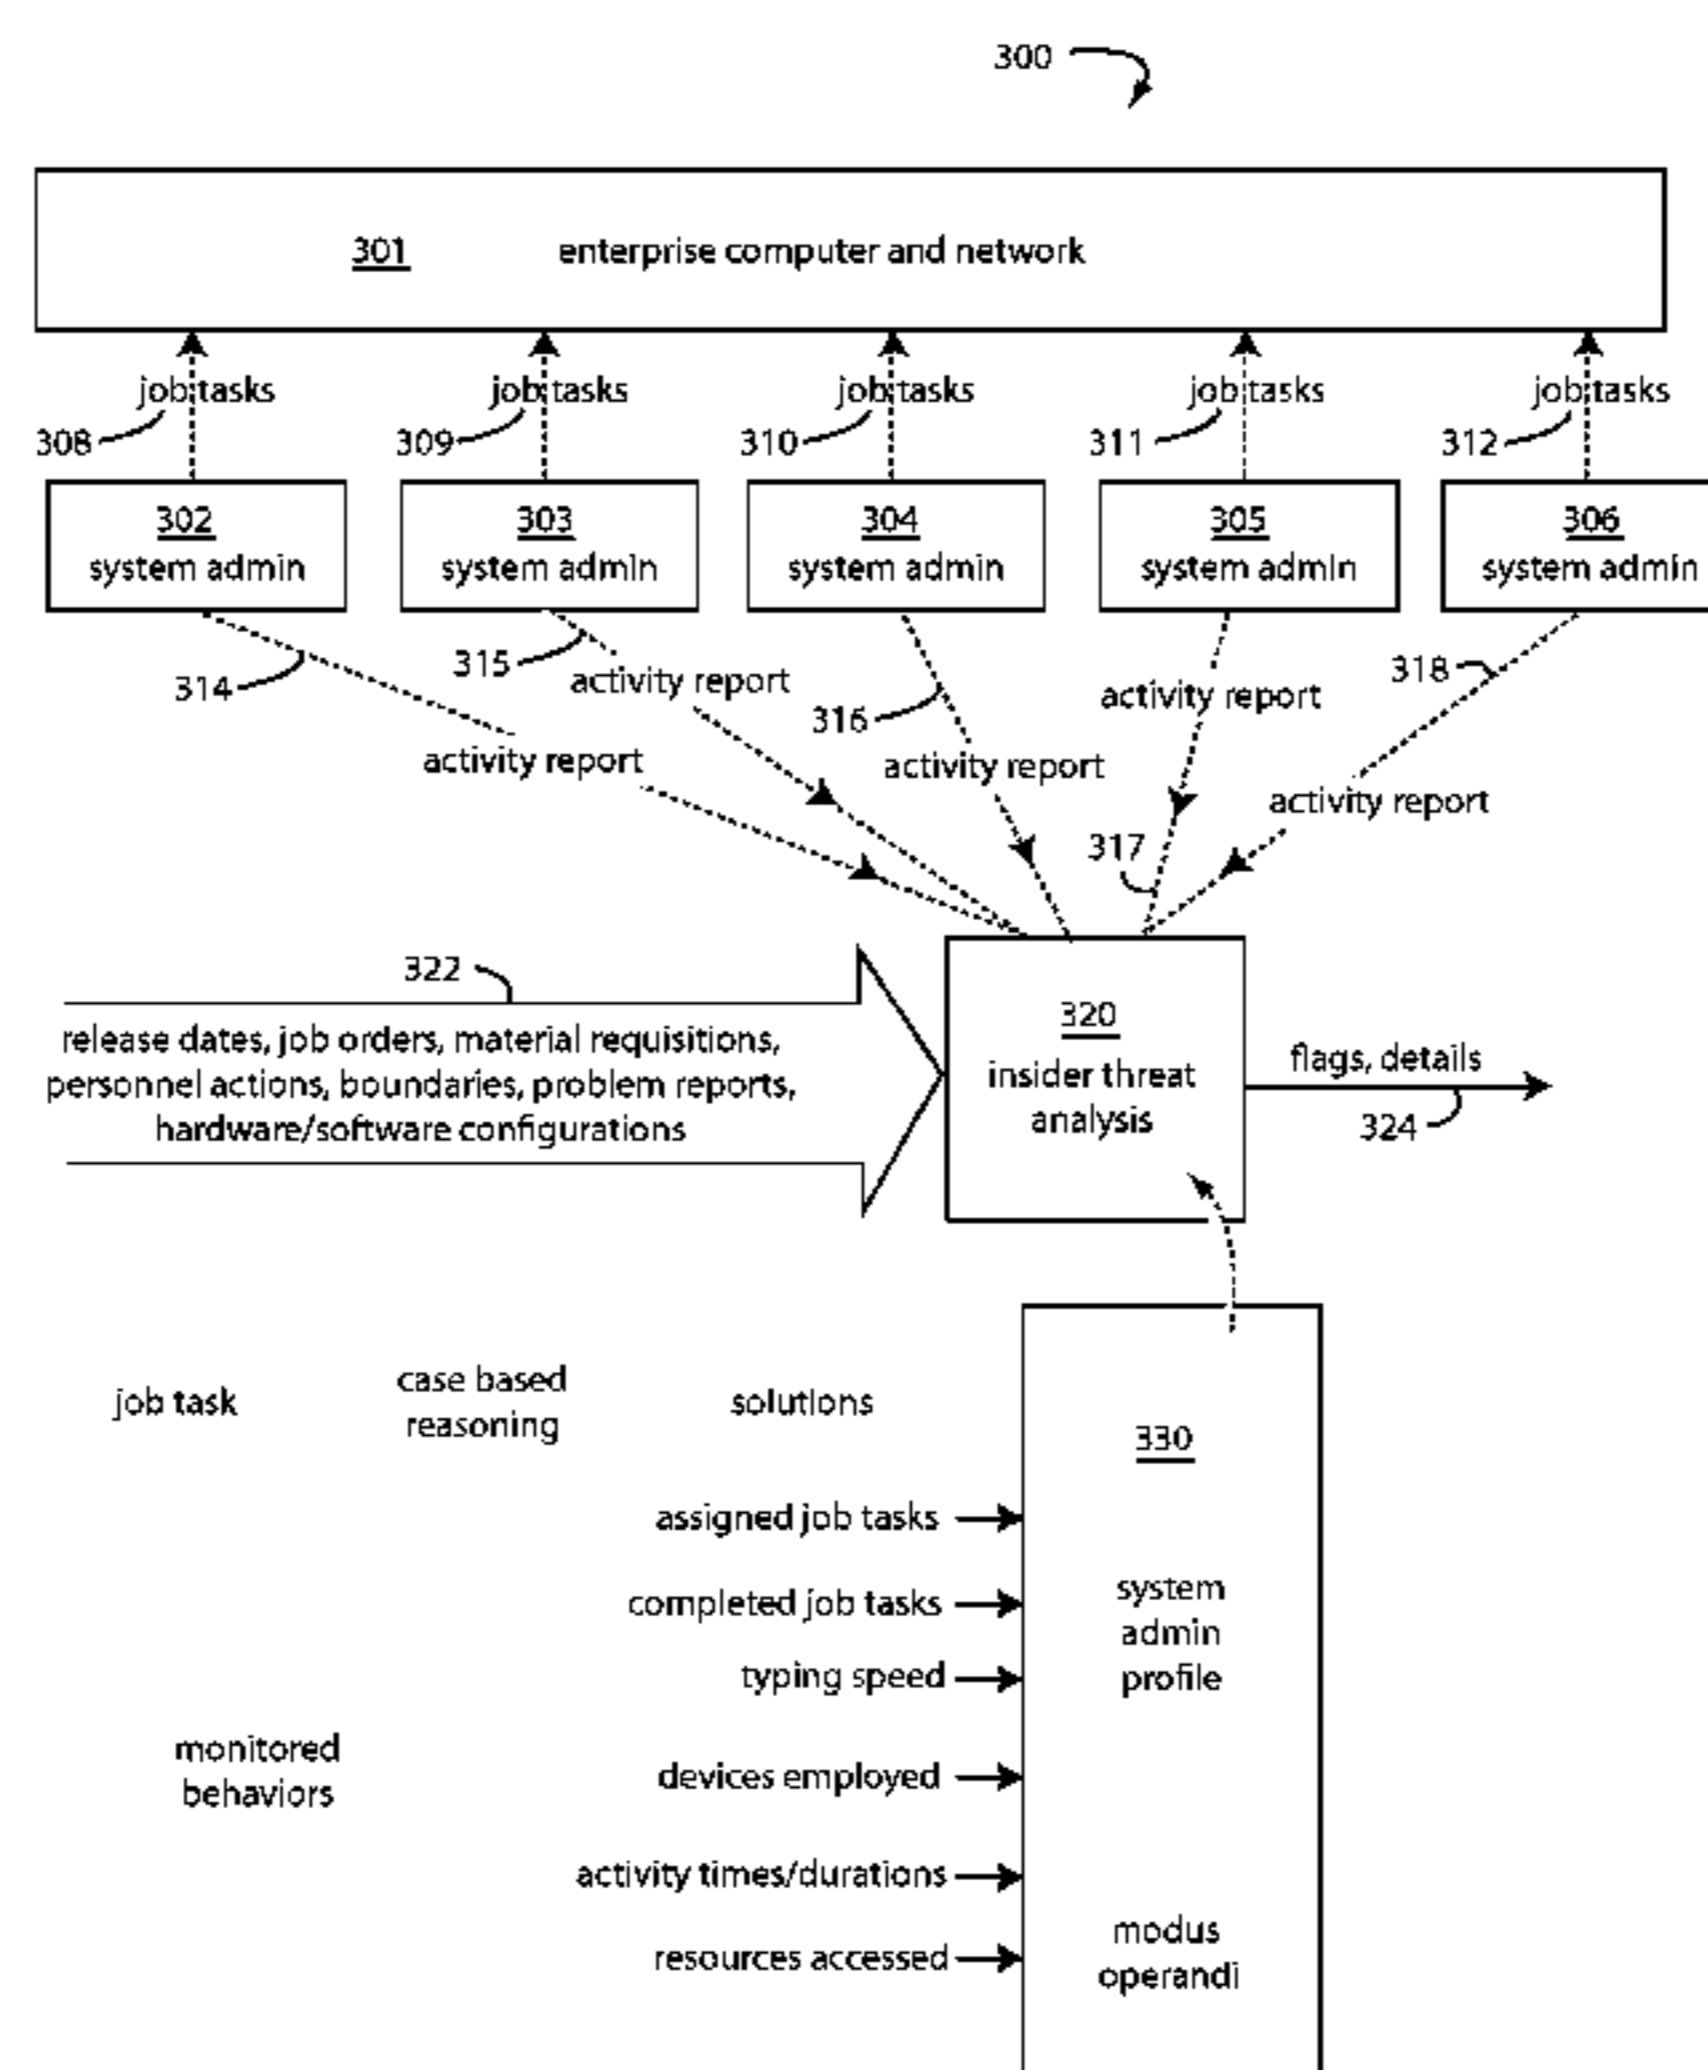 300
301 enterprise computer and network
job tasks job tasks job tasks job tasks job tasks
308 309 310 311 312
302 303 304 305 306
system admin system admin system admin system admin system admin
314 315 316 317 318
activity report
activity report
activity report
activity report
activity report
322
release dates, job orders, material requisitions,
personnel actions, boundaries, problem reports,
hardware/software configurations
320
insider threat
analysis
flags, details
324
job task
case based
reasoning
solutions
330
assigned job tasks
completed job tasks
typing speed
system
admin
profile
monitored
behaviors
devices employed
activity times/durations
resources accessed
modus
operandi